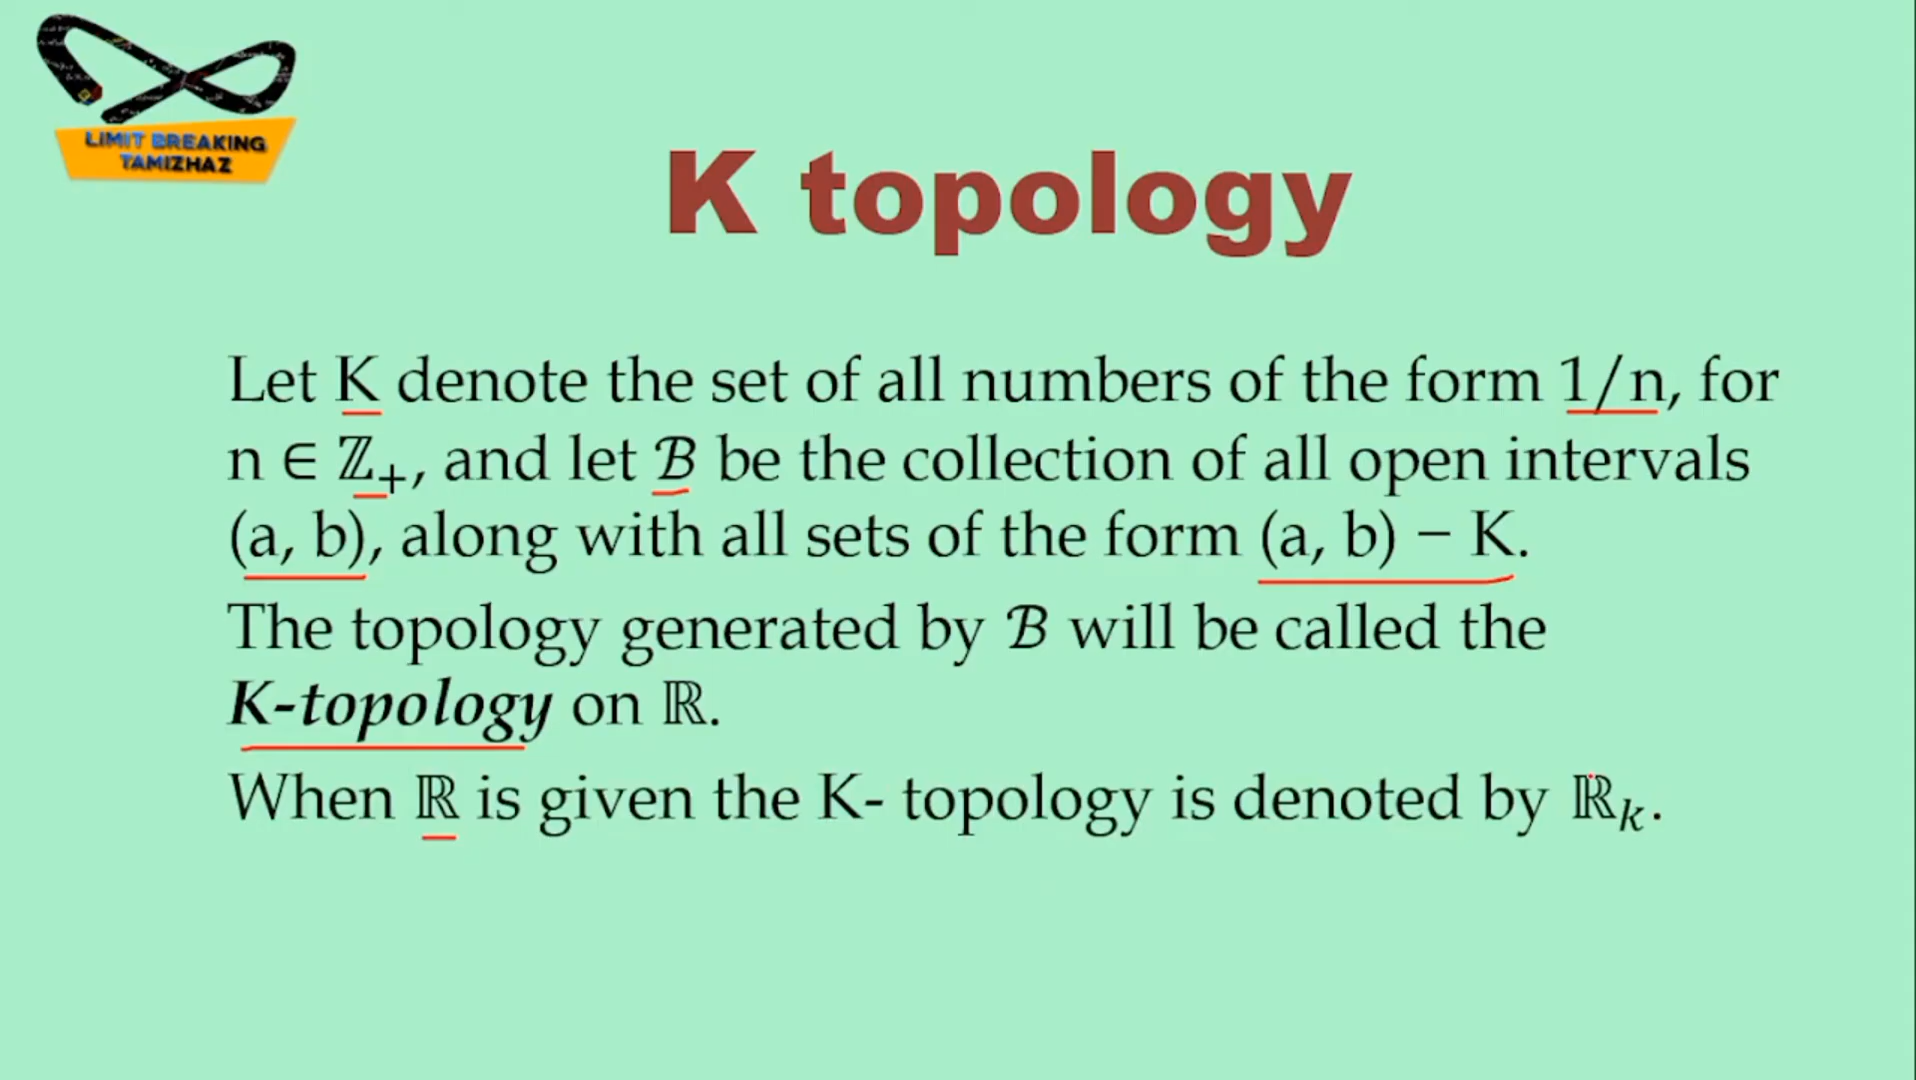 LIMIT BREAKING
TAMIZHAZ
K topology
Let K denote the set of all numbers of the form 1/n, for
n ∈ ℤ₊, and let ℬ be the collection of all open intervals
(a, b), along with all sets of the form (a, b) − K.
The topology generated by ℬ will be called the
K-topology on ℝ.
When ℝ is given the K- topology is denoted by ℝₖ.